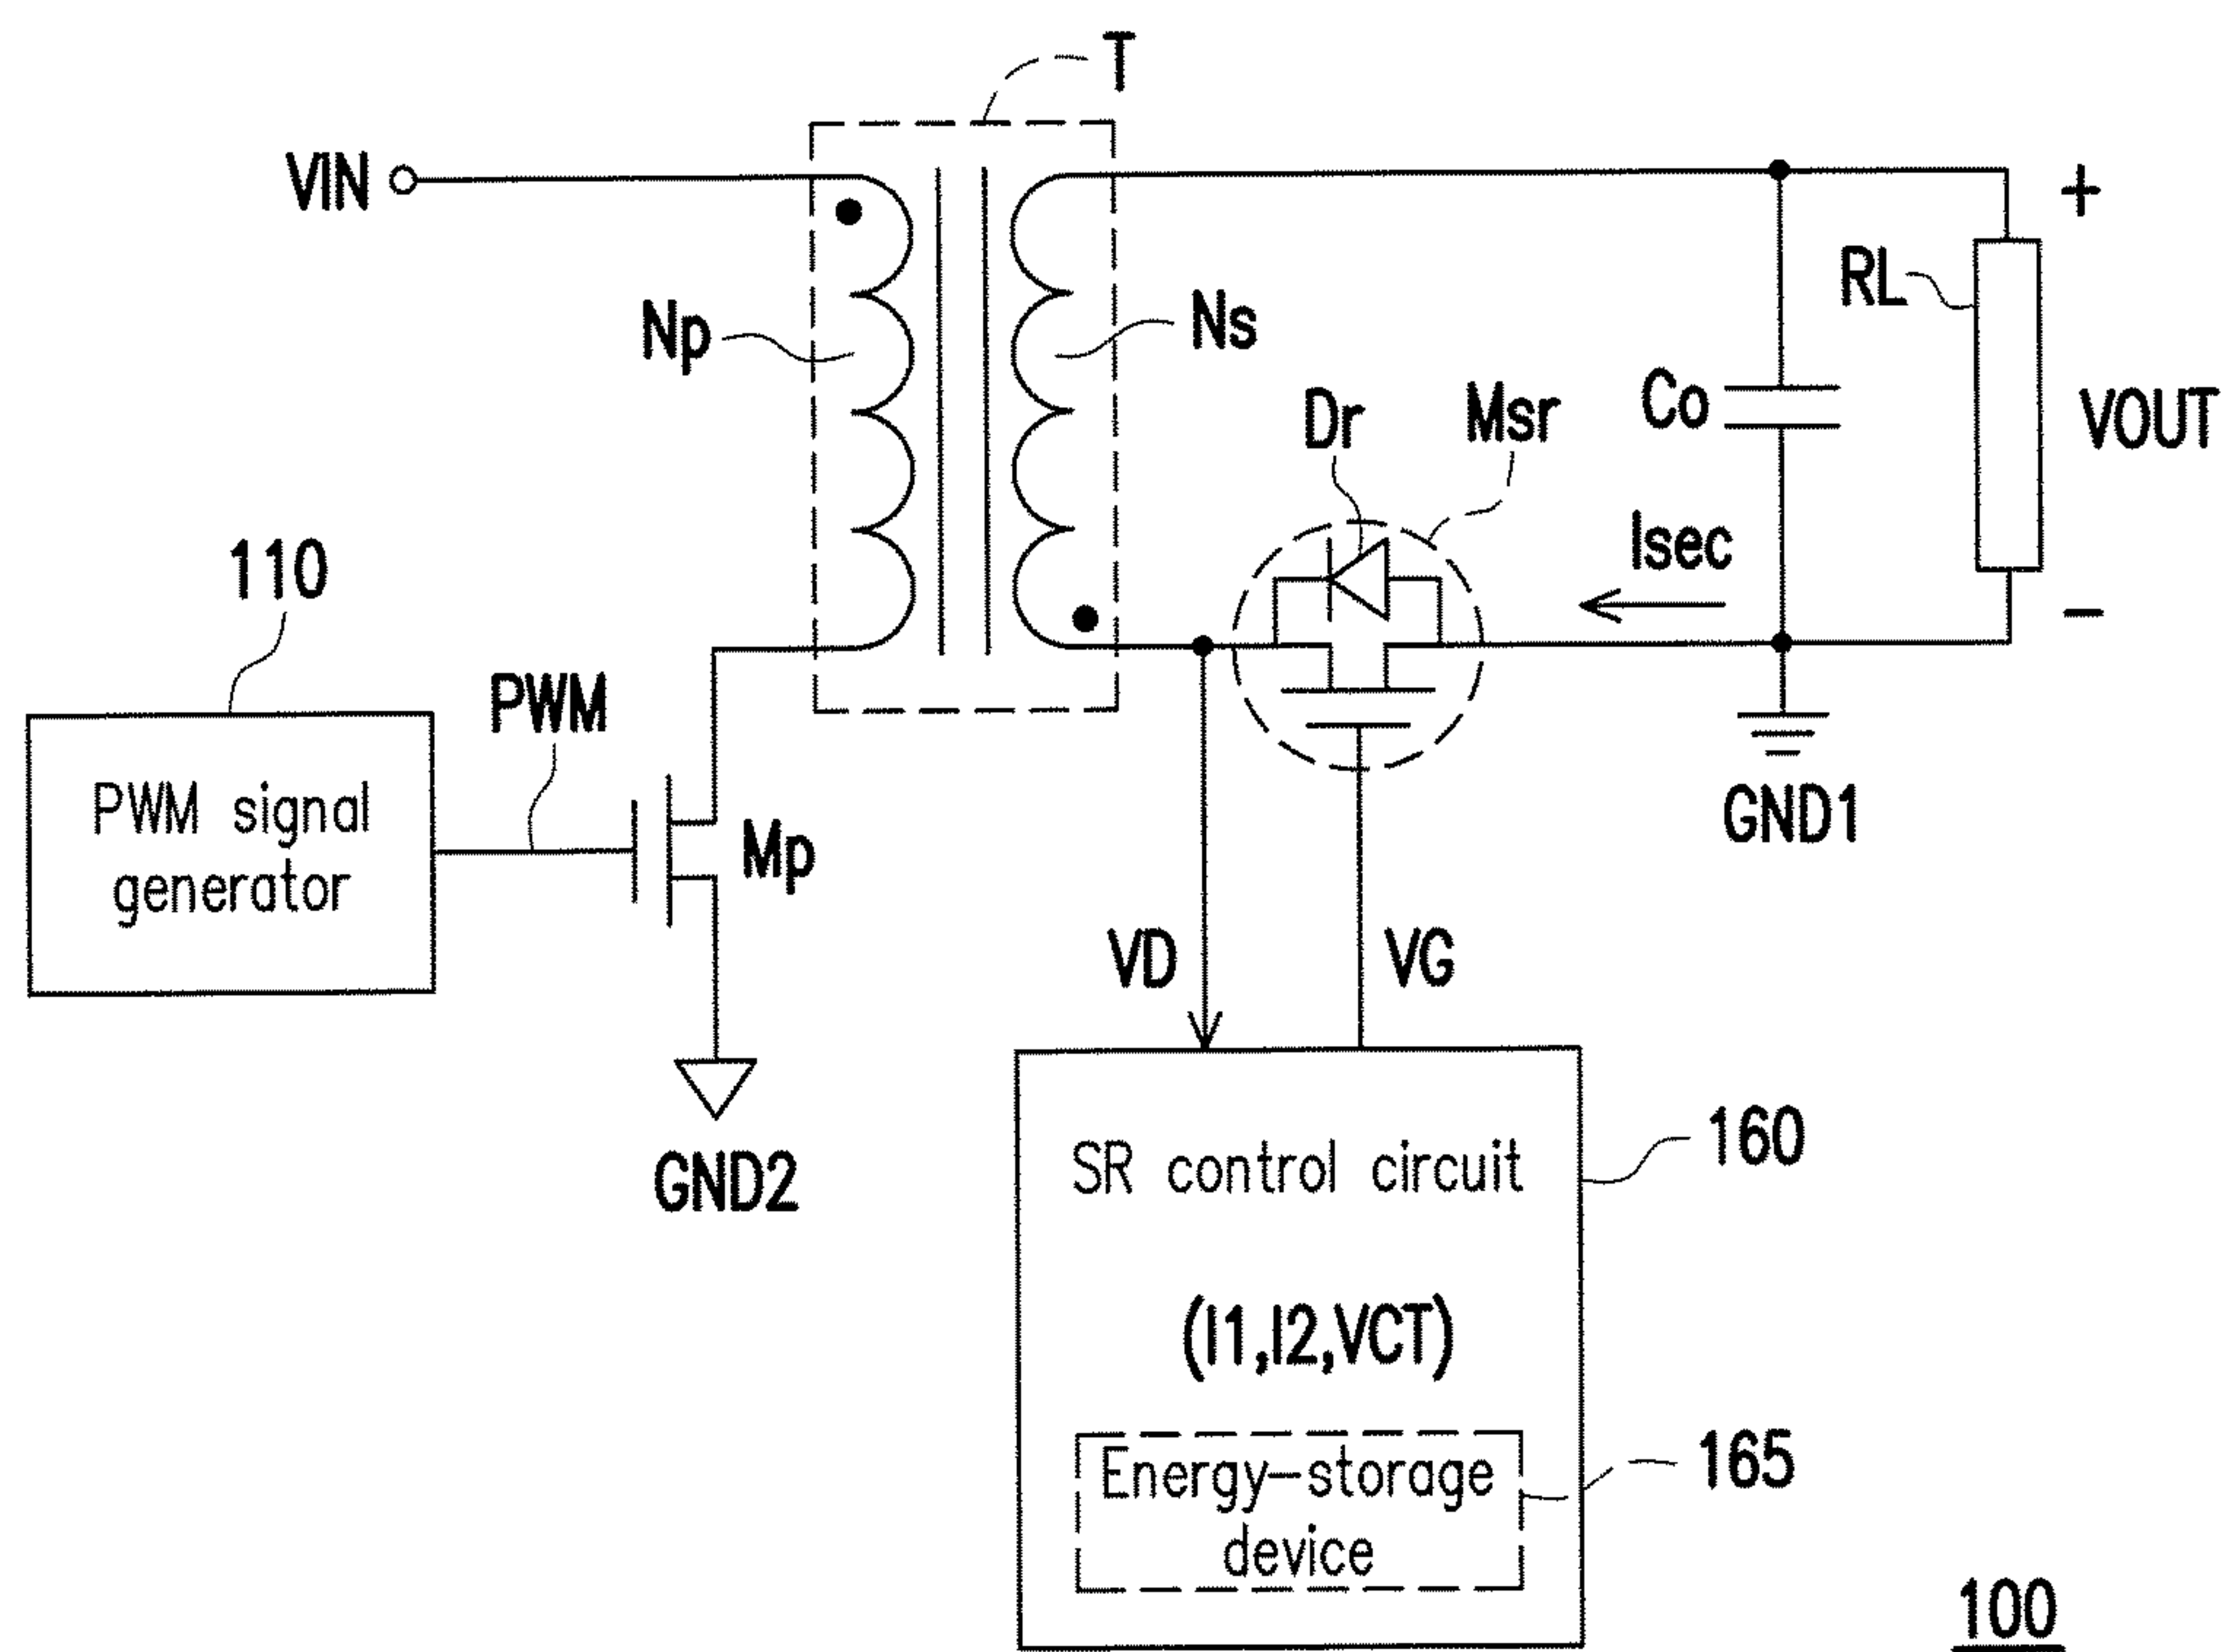 T
VIN
+
RL
Np
Ns
Dr
Msr
Co
VOUT
Isec
110
−
PWM
PWM signal
generator
Mp
GND1
VD
VG
GND2
SR control circuit
160
(I1,I2,VCT)
165
Energy-storage
device
100